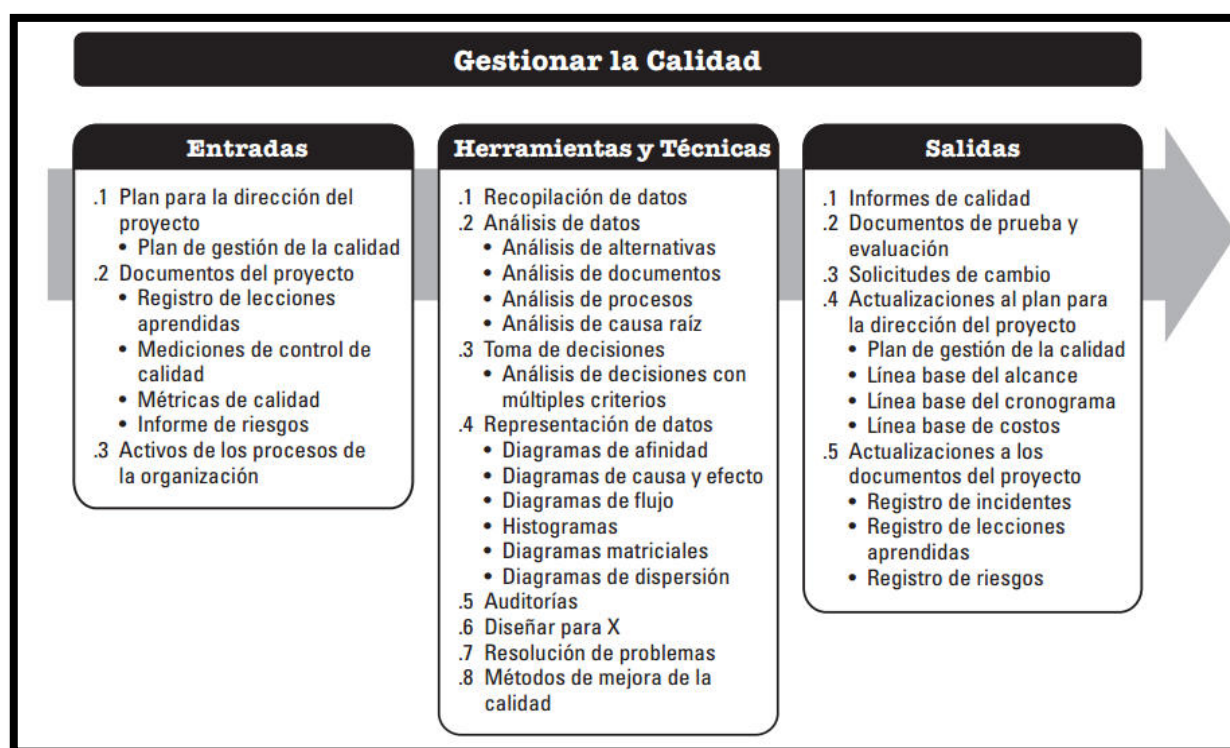 Gestionar la Calidad
Entradas
.1 Plan para la dirección del
proyecto
• Plan de gestión de la calidad
.2 Documentos del proyecto
• Registro de lecciones
aprendidas
• Mediciones de control de
calidad
• Métricas de calidad
• Informe de riesgos
.3 Activos de los procesos de
la organización
Herramientas y Técnicas
.1 Recopilación de datos
.2 Análisis de datos
• Análisis de alternativas
• Análisis de documentos
• Análisis de procesos
• Análisis de causa raíz
.3 Toma de decisiones
• Análisis de decisiones con
múltiples criterios
.4 Representación de datos
• Diagramas de afinidad
• Diagramas de causa y efecto
• Diagramas de flujo
• Histogramas
• Diagramas matriciales
• Diagramas de dispersión
.5 Auditorías
.6 Diseñar para X
.7 Resolución de problemas
.8 Métodos de mejora de la
calidad
Salidas
.1 Informes de calidad
.2 Documentos de prueba y
evaluación
.3 Solicitudes de cambio
.4 Actualizaciones al plan para
la dirección del proyecto
• Plan de gestión de la calidad
• Línea base del alcance
• Línea base del cronograma
• Línea base de costos
.5 Actualizaciones a los
documentos del proyecto
• Registro de incidentes
• Registro de lecciones
aprendidas
• Registro de riesgos